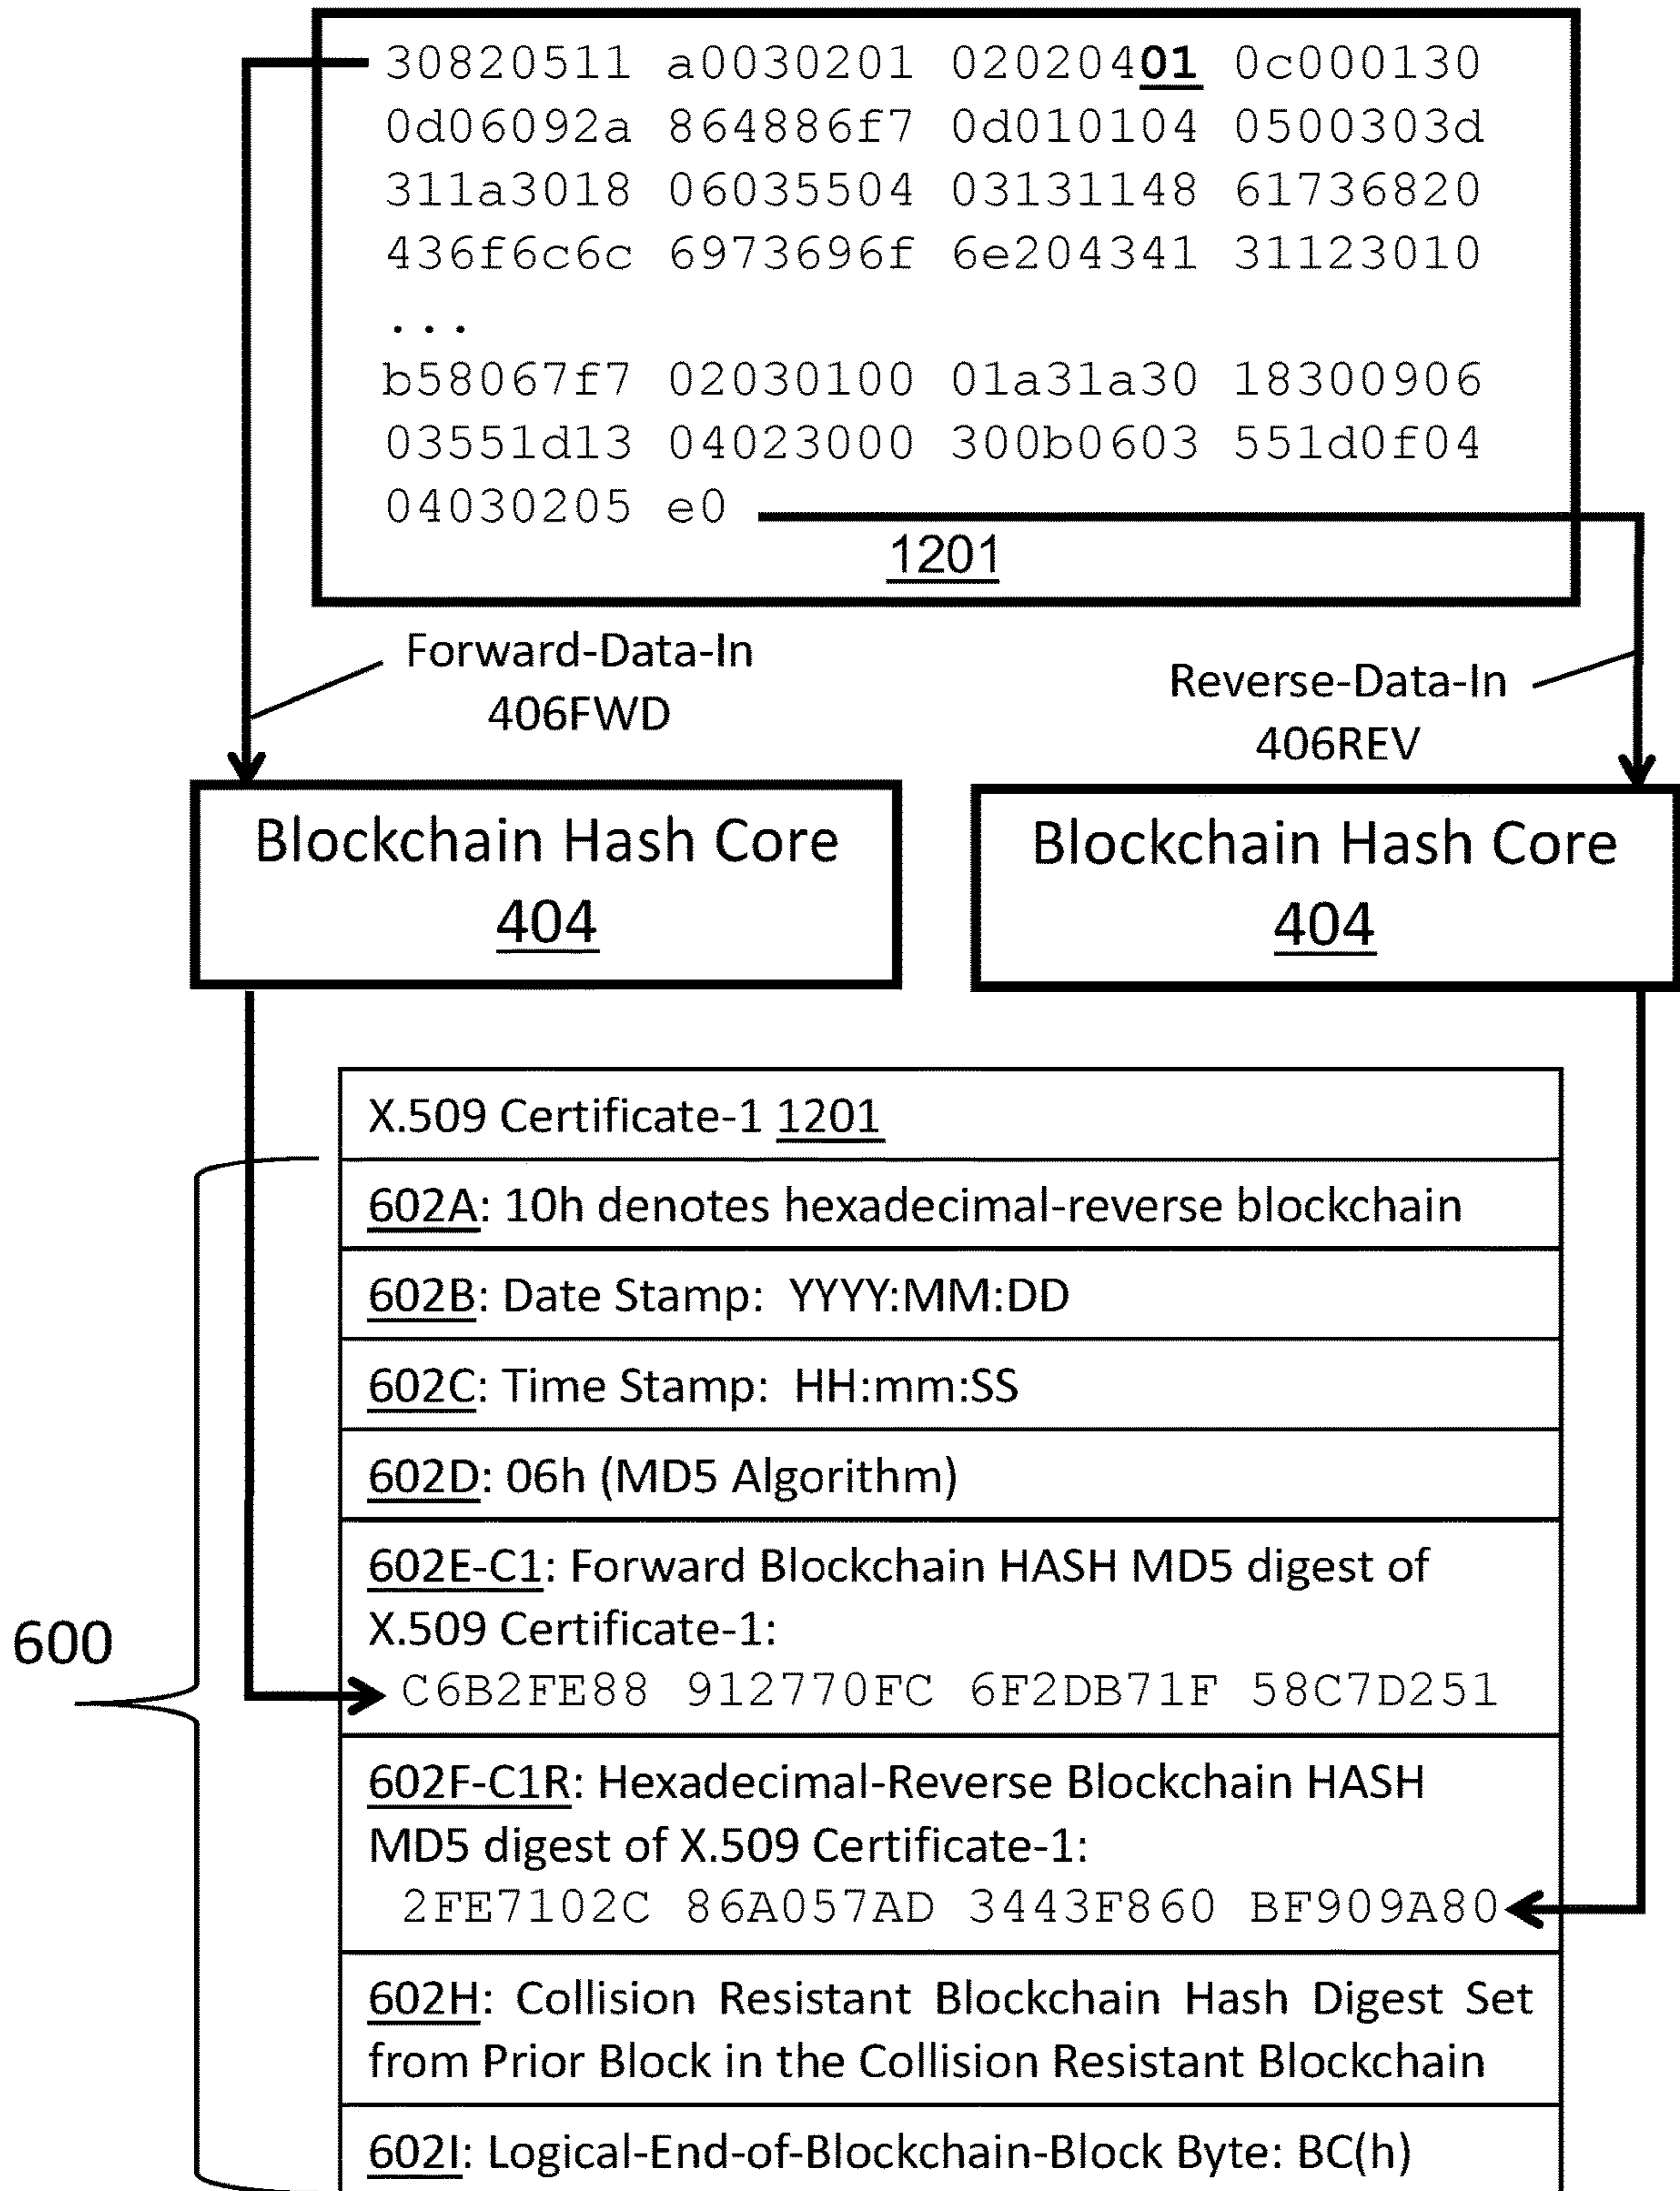 30820511 a0030201 02020401 0c000130
0d06092a 864886f7 0d010104 0500303d
311a3018 06035504 03131148 61736820
436f6c6c 6973696f 6e204341 31123010
...
b58067f7 02030100 01a31a30 18300906
03551d13 04023000 300b0603 551d0f04
04030205 e0
1201
Forward-Data-In
406FWD
Reverse-Data-In
406REV
Blockchain Hash Core
404
Blockchain Hash Core
404
X.509 Certificate-1 1201
600
602A: 10h denotes hexadecimal-reverse blockchain
602B: Date Stamp: YYYY:MM:DD
602C: Time Stamp: HH:mm:SS
602D: 06h (MD5 Algorithm)
602E-C1: Forward Blockchain HASH MD5 digest of
X.509 Certificate-1:
C6B2FE88 912770FC 6F2DB71F 58C7D251
602F-C1R: Hexadecimal-Reverse Blockchain HASH
MD5 digest of X.509 Certificate-1:
2FE7102C 86A057AD 3443F860 BF909A80
602H: Collision Resistant Blockchain Hash Digest Set
from Prior Block in the Collision Resistant Blockchain
602I: Logical-End-of-Blockchain-Block Byte: BC(h)